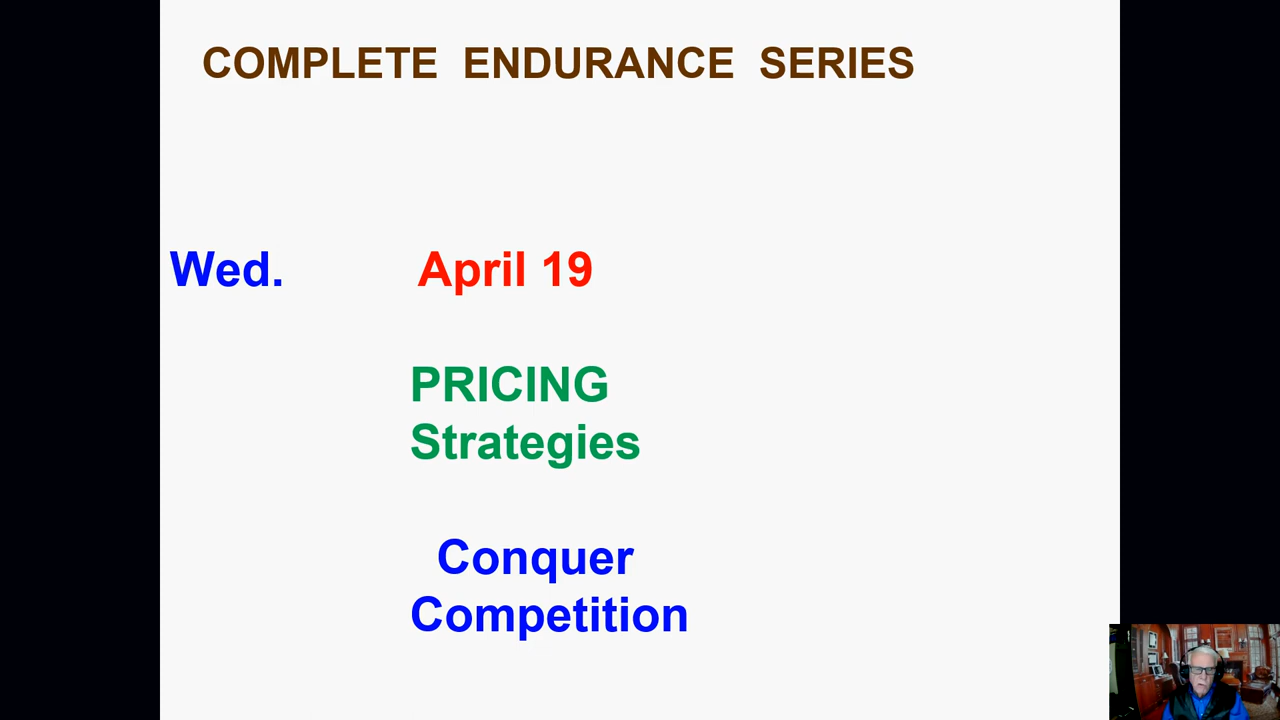 COMPLETE ENDURANCE SERIES
Wed. April 19
PRICING
Strategies
Conquer
Competition